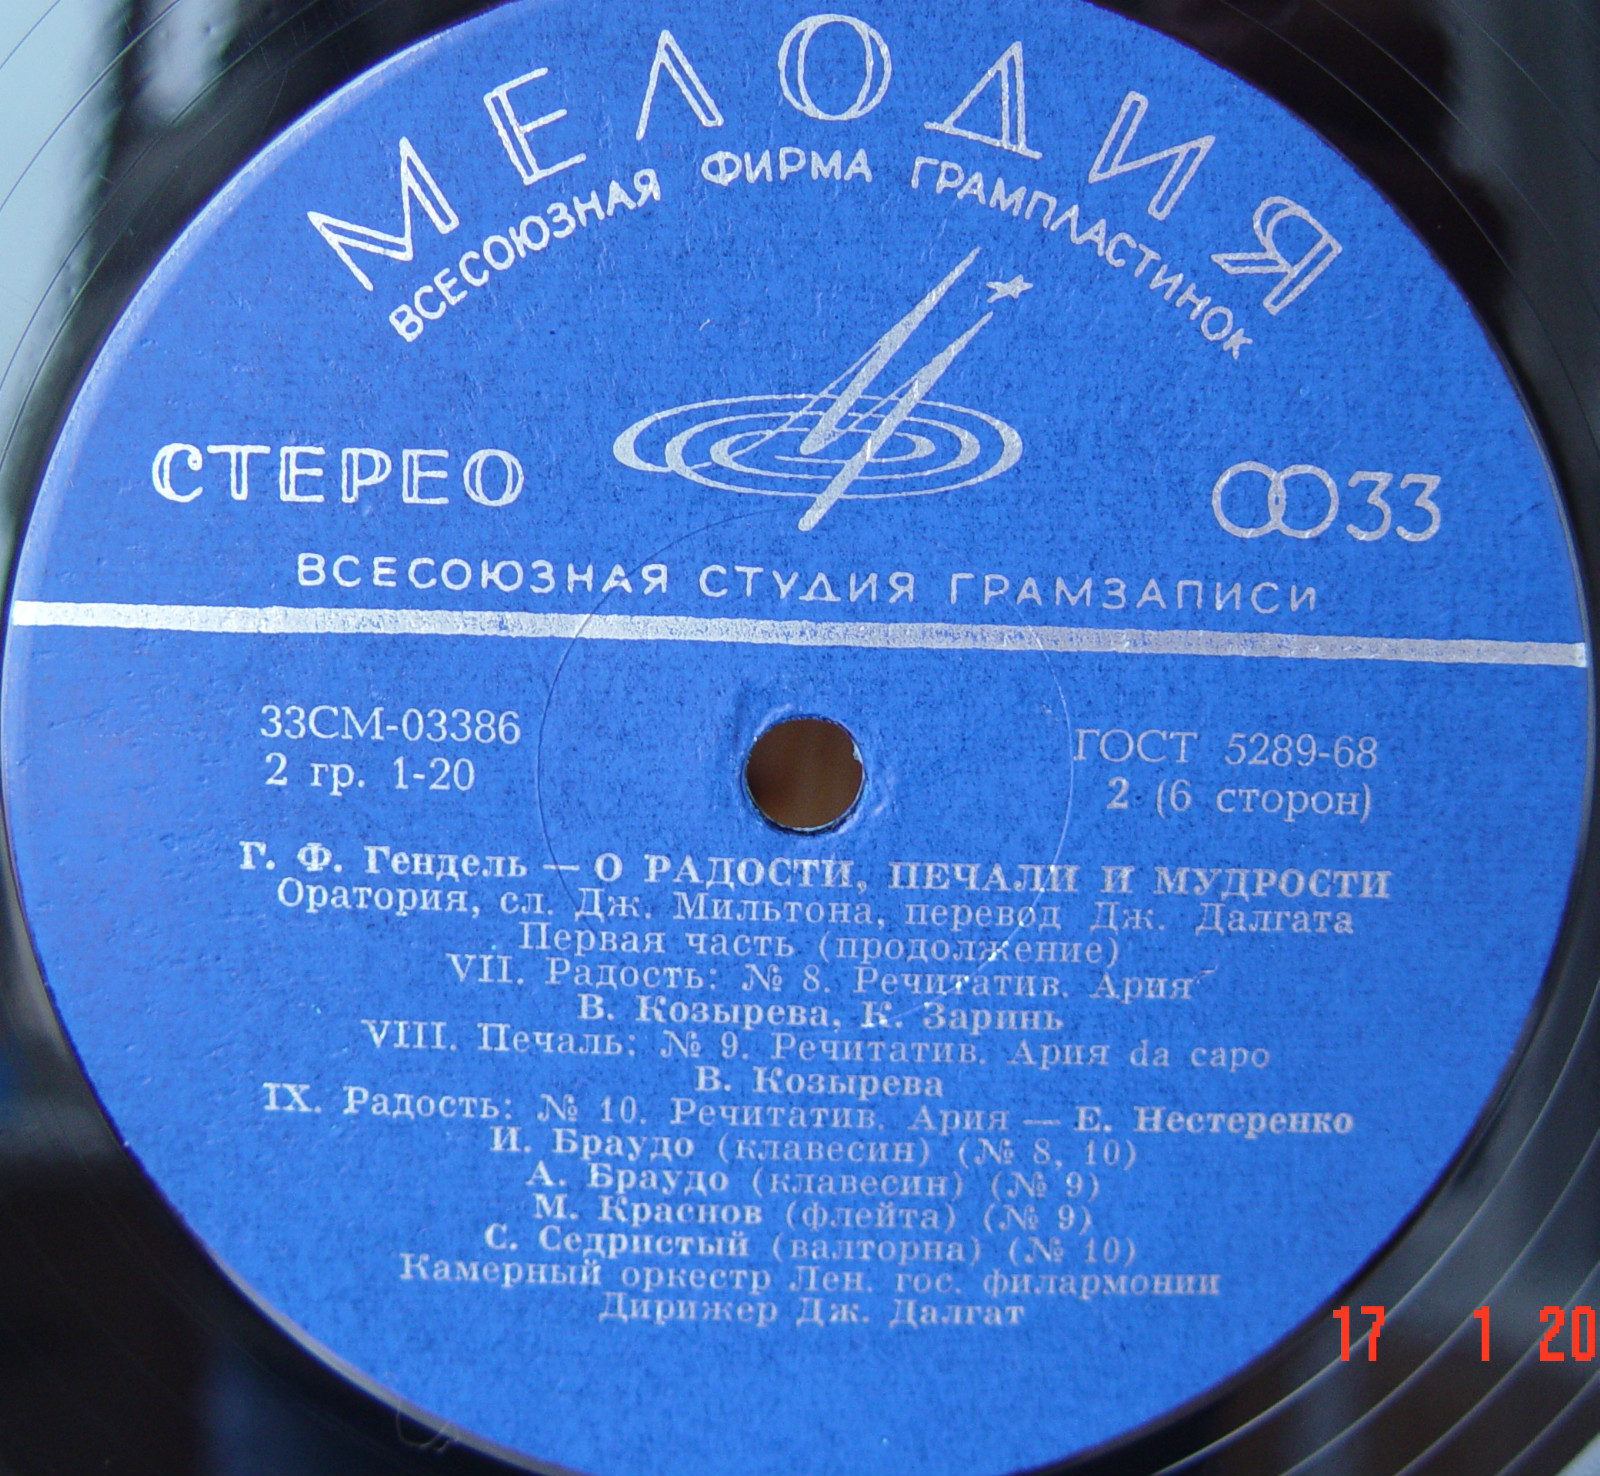 МЕЛОДИЯ
ВСЕСОЮЗНАЯ ФИРМА ГРАМПЛАСТИНОК
СТЕРЕО
33
ВСЕСОЮЗНАЯ СТУДИЯ ГРАМЗАПИСИ
33СМ-03386
ГОСТ 5289-68
2 гр. 1-20
2 (6 сторон)
Г. Ф. Гендель — О РАДОСТИ, ПЕЧАЛИ И МУДРОСТИ
Оратория, сл. Дж. Мильтона, перевод Дж. Далгата
Первая часть (продолжение)
VII. Радость: № 8. Речитатив. Ария
В. Козырева, К. Заринь
VIII. Печаль: № 9. Речитатив. Ария da capo
В. Козырева
IX. Радость: № 10. Речитатив. Ария — Е. Нестеренко
И. Браудо (клавесин) (№ 8, 10)
А. Браудо (клавесин) (№ 9)
М. Краснов (флейта) (№ 9)
С. Седристый (валторна) (№ 10)
Камерный оркестр Лен. гос. филармонии
Дирижер Дж. Далгат
17 1 20